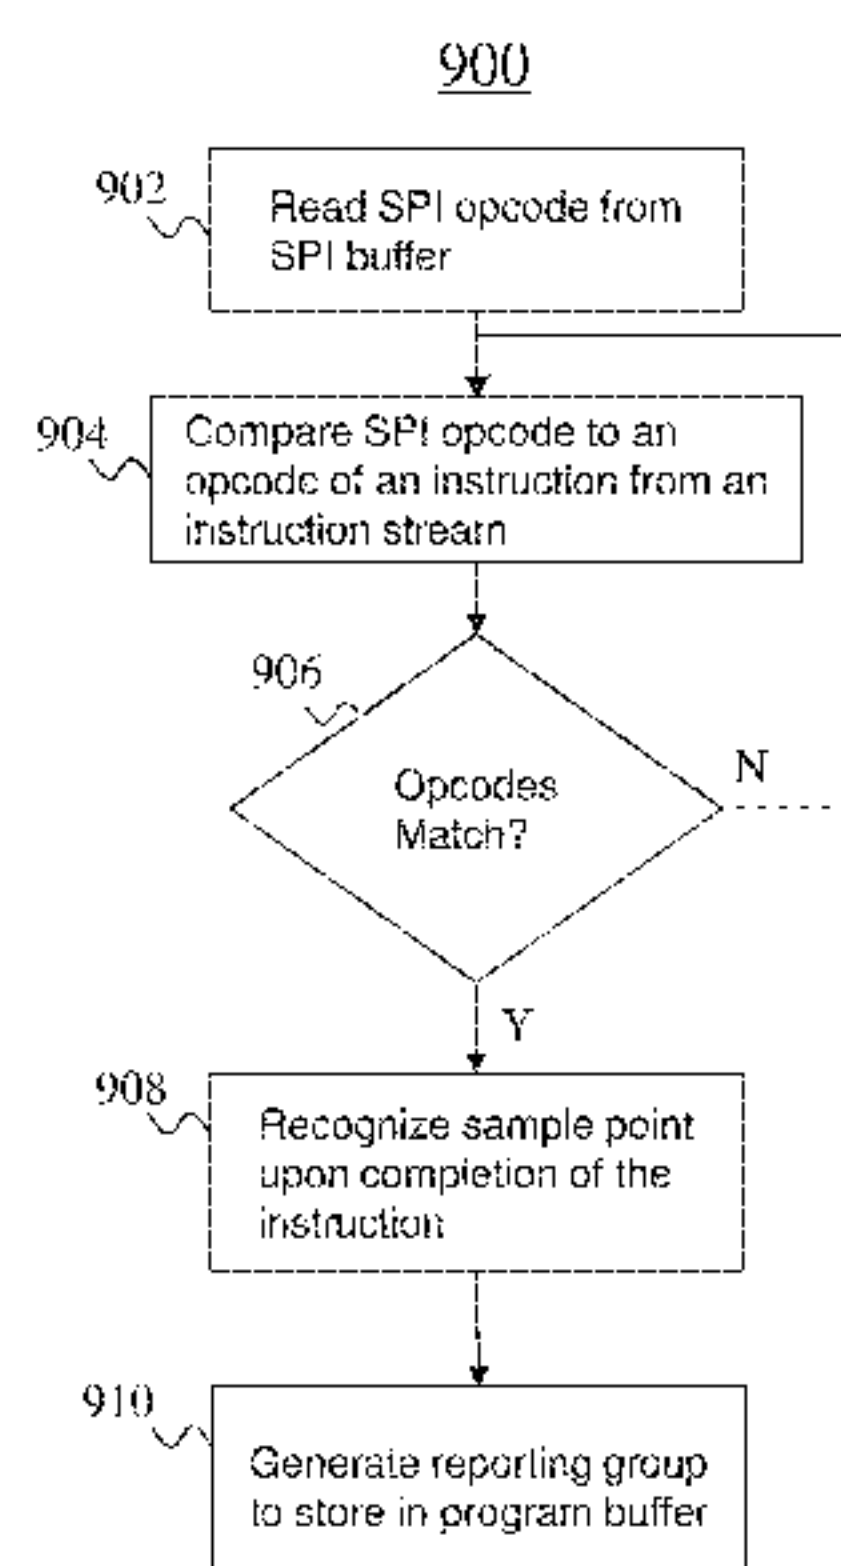 900
902
Read SPI opcode from
SPI buffer
904
Compare SPI opcode to an
opcode of an instruction from an
instruction stream
906
Opcodes
Match?
N
Y
908
Recognize sample point
upon completion of the
instruction
910
Generate reporting group
to store in program buffer